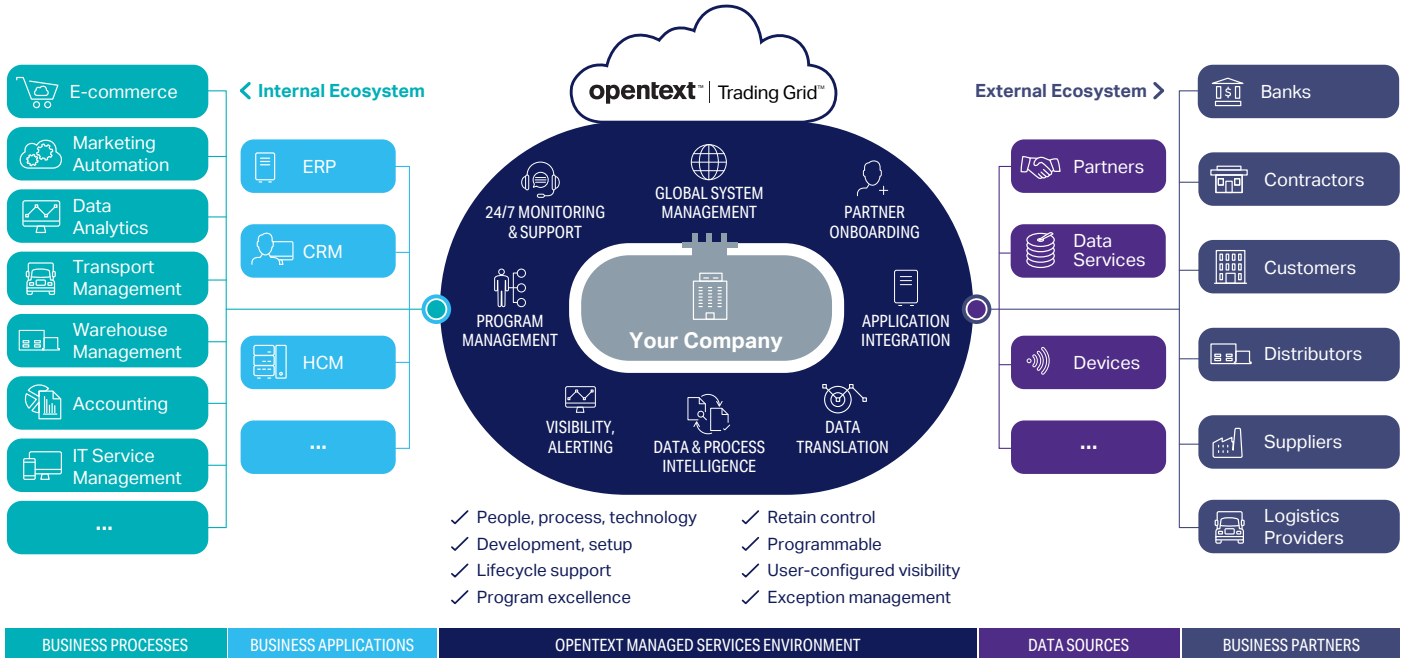 opentext™ | Trading Grid™
Internal Ecosystem
External Ecosystem
E-commerce
Marketing
Automation
Data
Analytics
Transport
Management
Warehouse
Management
Accounting
IT Service
Management
...
ERP
CRM
HCM
...
24/7 MONITORING
& SUPPORT
GLOBAL SYSTEM
MANAGEMENT
PARTNER
ONBOARDING
PROGRAM
MANAGEMENT
Your Company
APPLICATION
INTEGRATION
VISIBILITY,
ALERTING
DATA & PROCESS
INTELLIGENCE
DATA
TRANSLATION
Partners
Data
Services
Devices
...
$
Banks
Contractors
Customers
Distributors
Suppliers
Logistics
Providers
People, process, technology
Development, setup
Lifecycle support
Program excellence
Retain control
Programmable
User-configured visibility
Exception management
BUSINESS PROCESSES
BUSINESS APPLICATIONS
OPENTEXT MANAGED SERVICES ENVIRONMENT
DATA SOURCES
BUSINESS PARTNERS